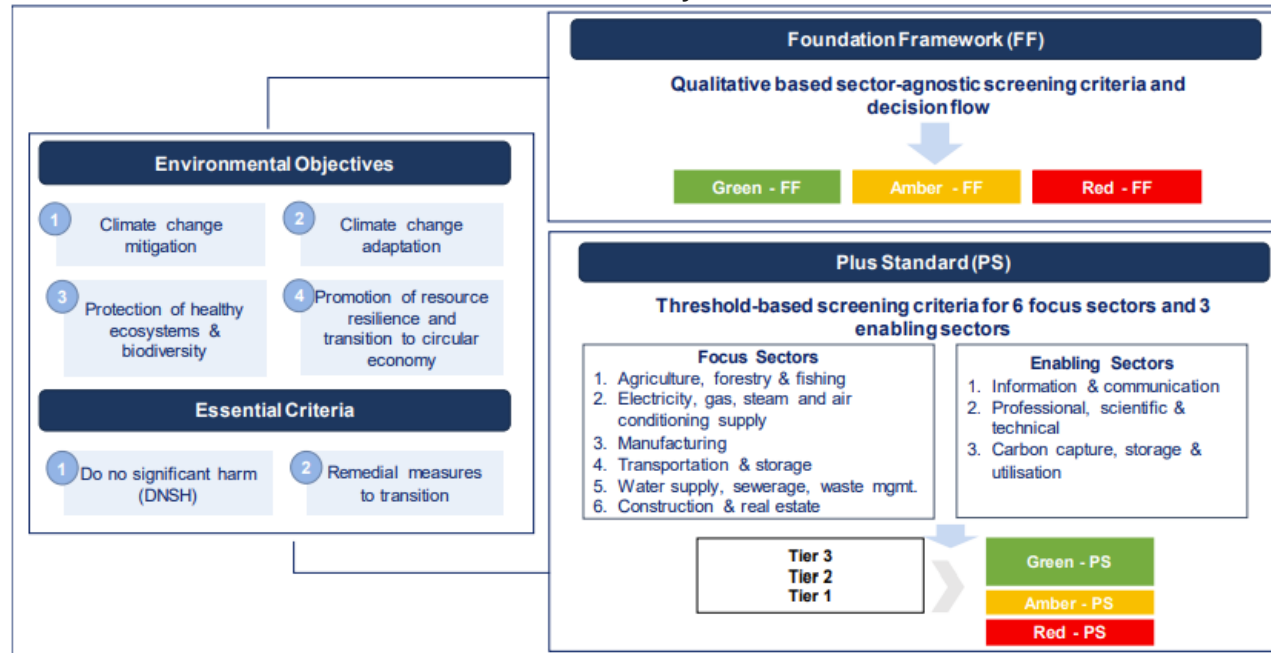 Environmental Objectives
1
Climate change
mitigation
2
Climate change
adaptation
3
Protection of healthy
ecosystems &
biodiversity
4
Promotion of resource
resilience and
transition to circular
economy
Essential Criteria
1
Do no significant harm
(DNSH)
2
Remedial measures
to transition
Foundation Framework (FF)
Qualitative based sector-agnostic screening criteria and
decision flow
Green - FF
Amber - FF
Red - FF
Plus Standard (PS)
Threshold-based screening criteria for 6 focus sectors and 3
enabling sectors
Focus Sectors
1. Agriculture, forestry & fishing
2. Electricity, gas, steam and air
conditioning supply
3. Manufacturing
4. Transportation & storage
5. Water supply, sewerage, waste mgmt.
6. Construction & real estate
Enabling Sectors
1. Information & communication
2. Professional, scientific &
technical
3. Carbon capture, storage &
utilisation
Tier 3
Tier 2
Tier 1
Green - PS
Amber - PS
Red - PS